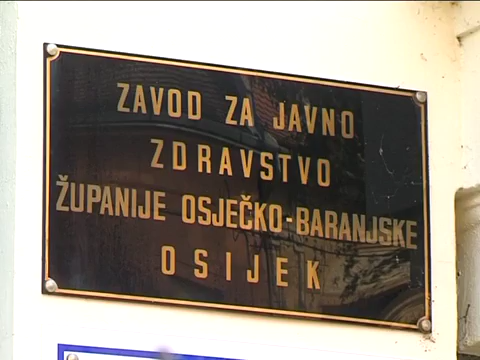 ZAVOD ZA JAVNO
ZDRAVSTVO
ŽUPANIJE OSJEČKO-BARANJSKE
OSIJEK